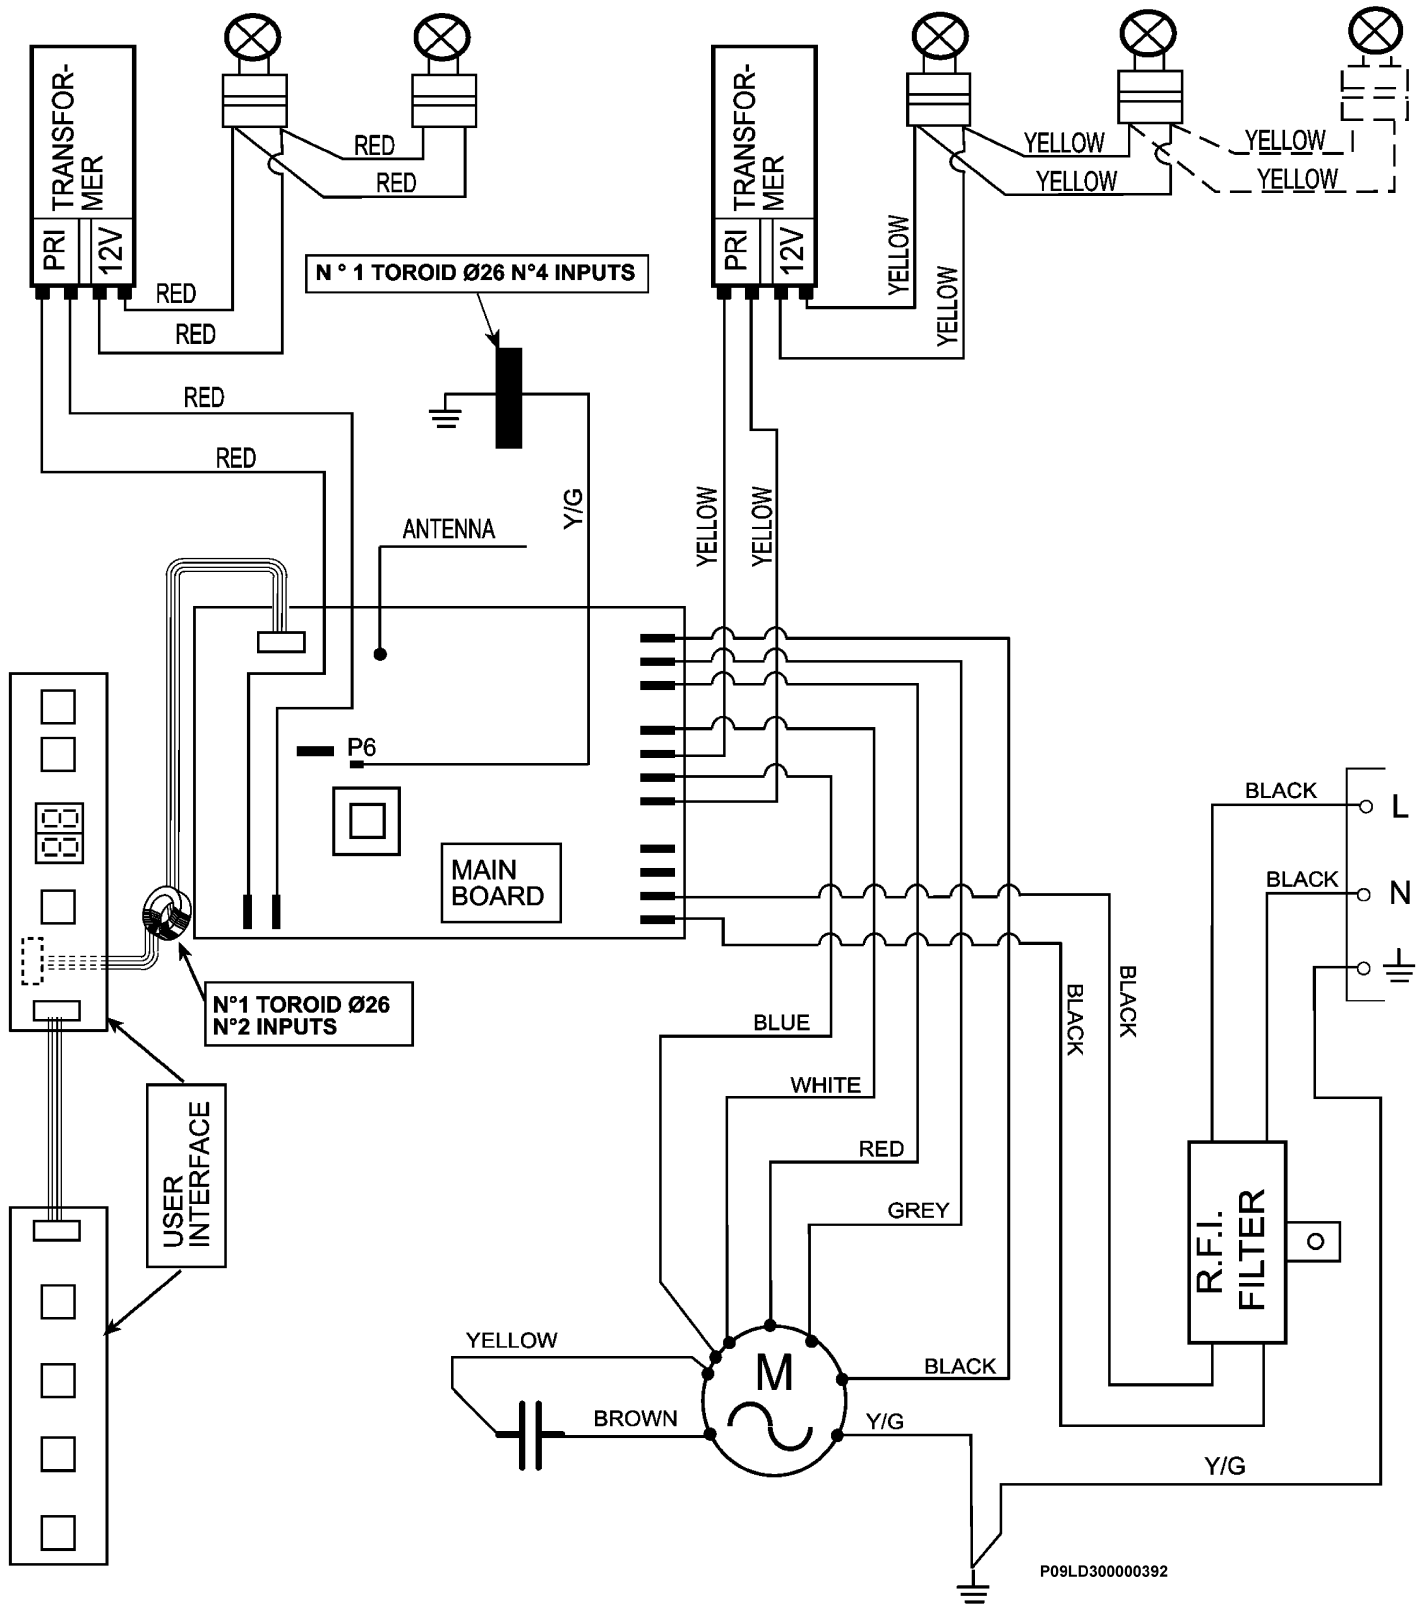 TRANSFOR-
MER
PRI
12V
RED
RED
RED
RED
RED
RED
N ° 1 TOROID Ø26 N°4 INPUTS
Y/G
ANTENNA
TRANSFOR-
MER
PRI
12V
YELLOW
YELLOW
YELLOW
YELLOW
YELLOW
YELLOW
YELLOW
YELLOW
P6
MAIN
BOARD
N°1 TOROID Ø26
N°2 INPUTS
USER
INTERFACE
BLACK
L
BLACK
N
BLACK
BLACK
BLUE
WHITE
RED
GREY
R.F.I.
FILTER
YELLOW
M
BLACK
BROWN
Y/G
Y/G
P09LD300000392